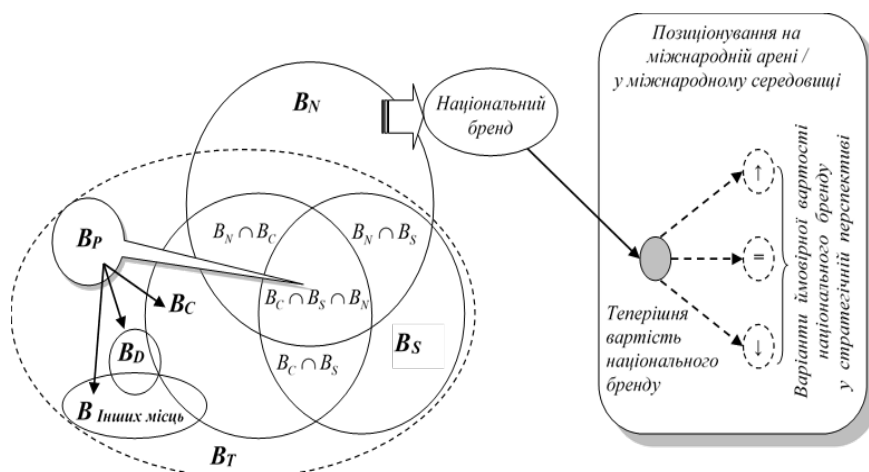 B_N
Національний
бренд
Позиціонування на
міжнародній арені /
у міжнародному середовищі
B_P
B_N ∩ B_C
B_N ∩ B_S
B_C
B_C ∩ B_S ∩ B_N
B_S
B_D
B_C ∩ B_S
B Інших місць
B_T
↑
=
↓
Теперішня
вартість
національного
бренду
Варіанти ймовірної вартості
національного бренду
у стратегічній перспективі